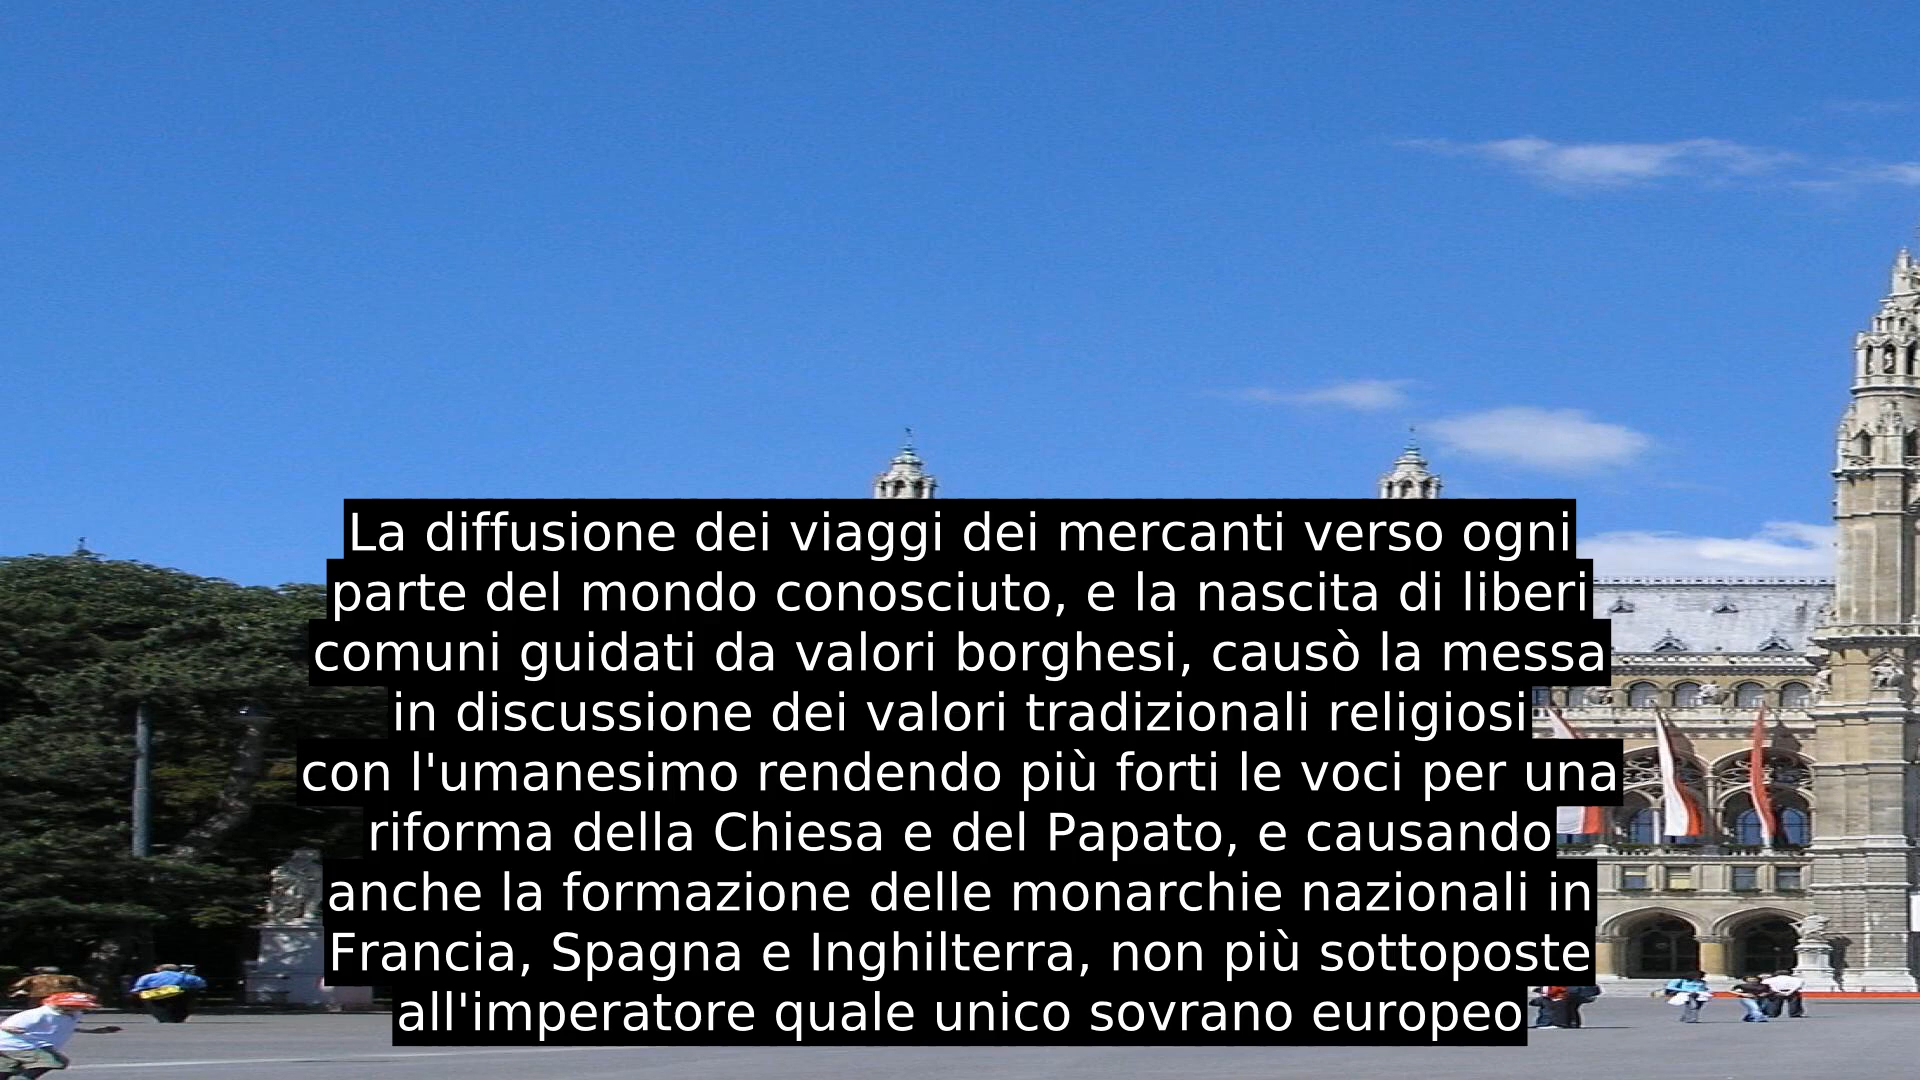 La diffusione dei viaggi dei mercanti verso ogni
parte del mondo conosciuto, e la nascita di liberi
comuni guidati da valori borghesi, causò la messa
in discussione dei valori tradizionali religiosi
con l'umanesimo rendendo più forti le voci per una
riforma della Chiesa e del Papato, e causando
anche la formazione delle monarchie nazionali in
Francia, Spagna e Inghilterra, non più sottoposte
all'imperatore quale unico sovrano europeo